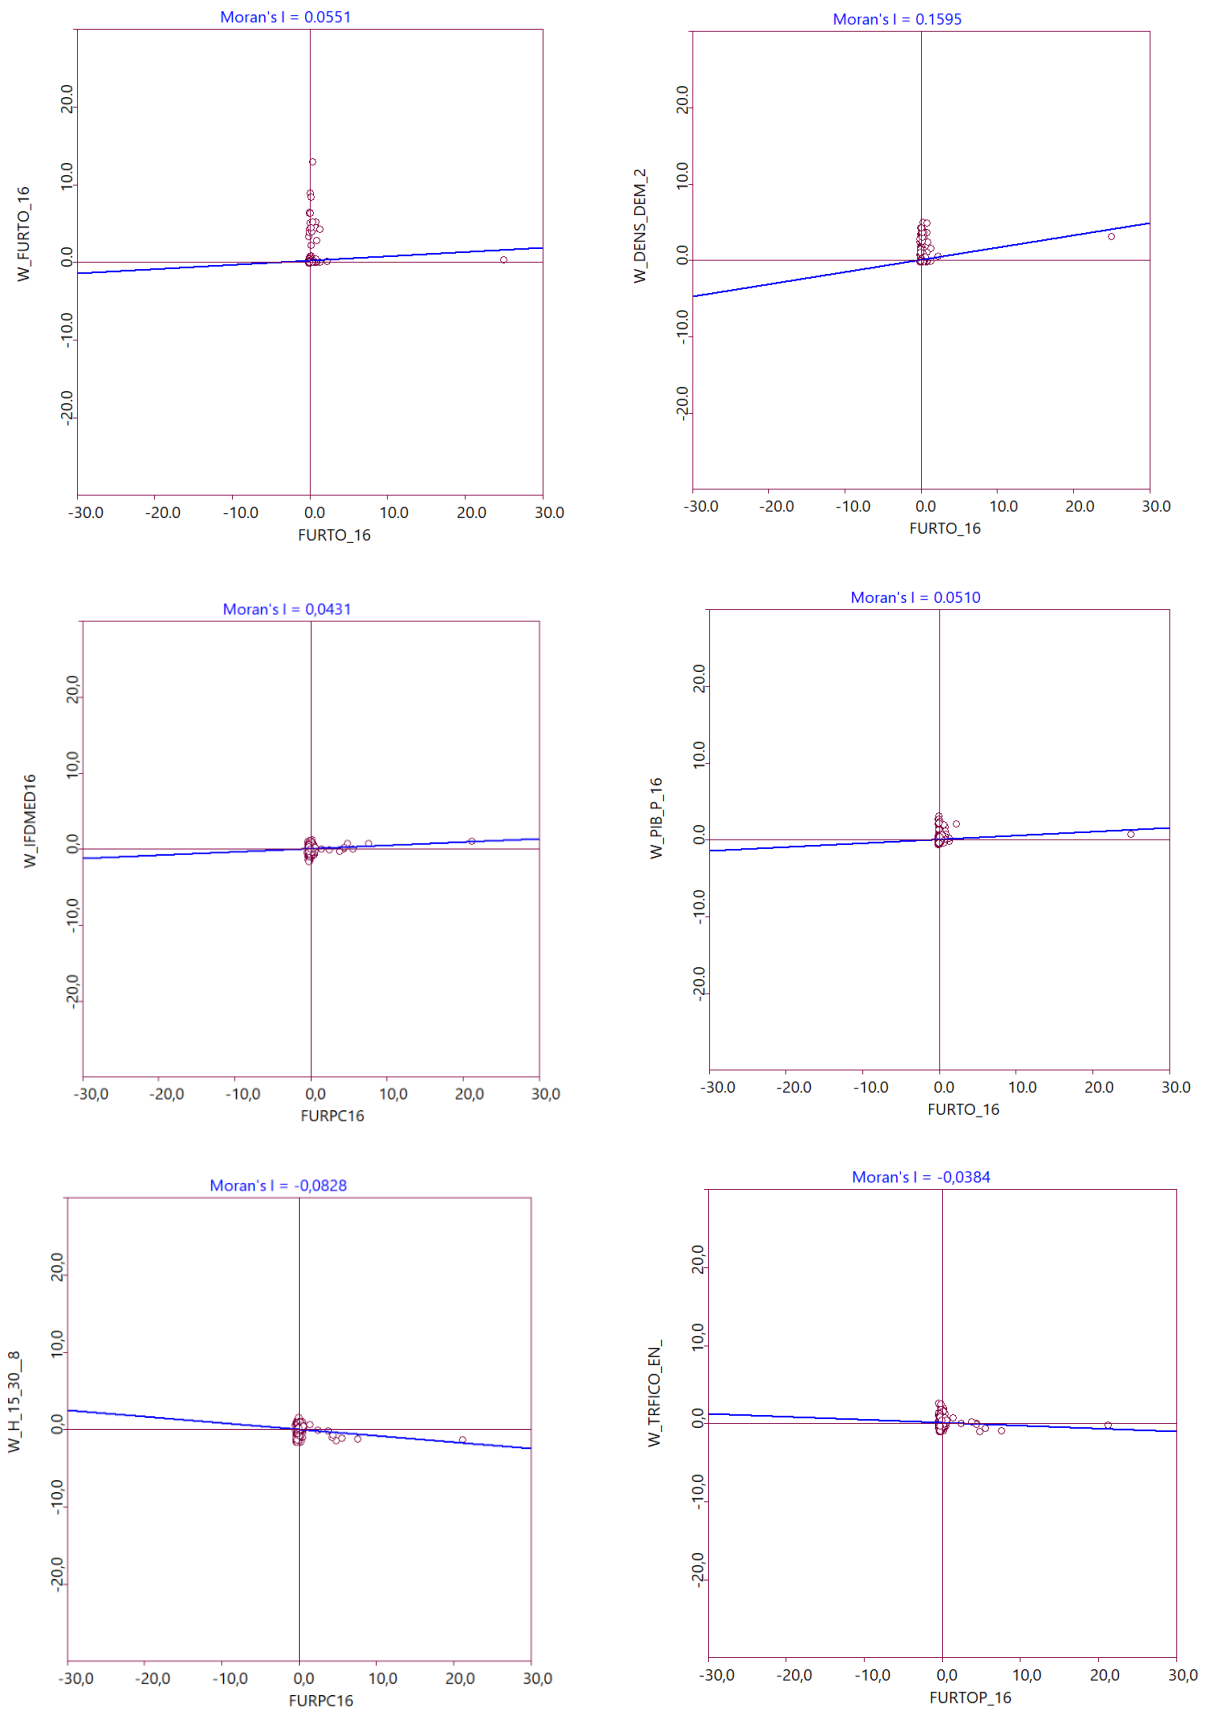 Moran's I = 0.0551
W_FURTO_16
20.0
10.0
0.0
-10.0
-20.0
-30.0 -20.0 -10.0 0.0 10.0 20.0 30.0
FURTO_16
Moran's I = 0.1595
W_DENS_DEM_2
20.0
10.0
0.0
-10.0
-20.0
-30.0 -20.0 -10.0 0.0 10.0 20.0 30.0
FURTO_16
Moran's I = 0,0431
W_IFDMED16
20,0
10,0
0,0
-10,0
-20,0
-30,0 -20,0 -10,0 0,0 10,0 20,0 30,0
FURPC16
Moran's I = 0.0510
W_PIB_P_16
20.0
10.0
0.0
-10.0
-20.0
-30.0 -20.0 -10.0 0.0 10.0 20.0 30.0
FURTO_16
Moran's I = -0,0828
W_H_15_30__8
20,0
10,0
0,0
-10,0
-20,0
-30,0 -20,0 -10,0 0,0 10,0 20,0 30,0
FURPC16
Moran's I = -0,0384
W_TRFICO_EN_
20,0
10,0
0,0
-10,0
-20,0
-30,0 -20,0 -10,0 0,0 10,0 20,0 30,0
FURTOP_16